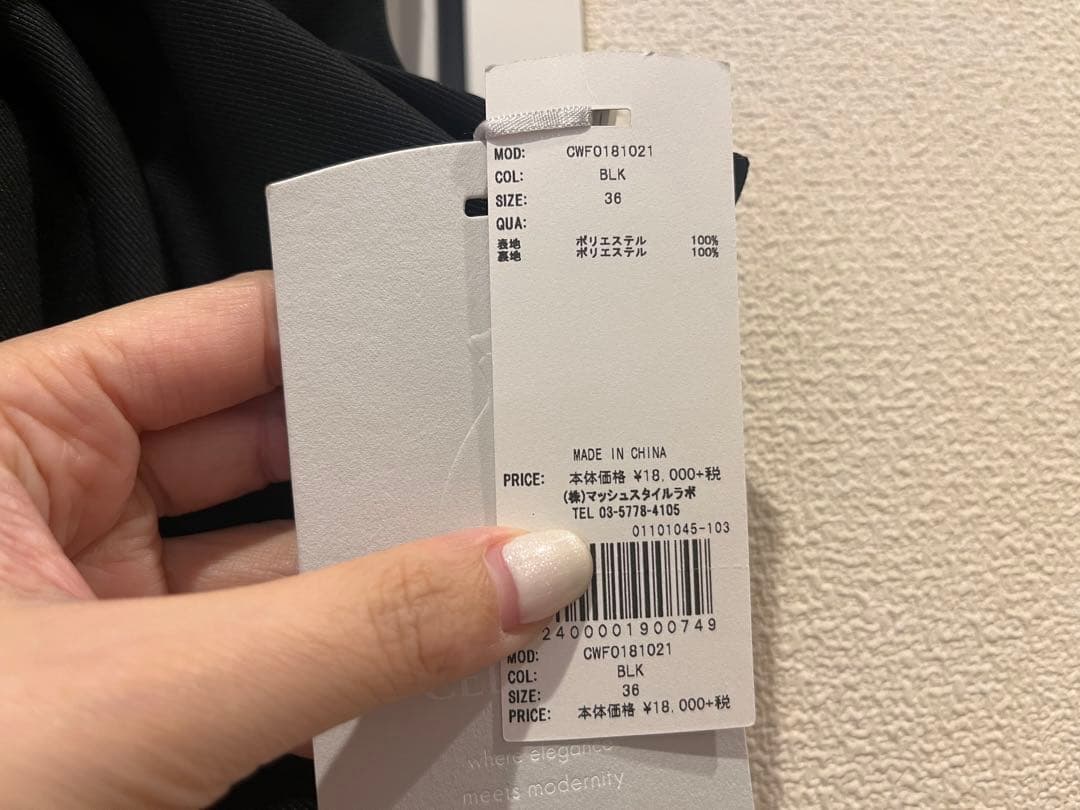 MOD: CWF0181021
COL: BLK
SIZE: 36
QUA:
表地 ポリエステル 100%
裏地 ポリエステル 100%
MADE IN CHINA
PRICE: 本体価格 ¥18,000+税
(株)マッシュスタイルラボ
TEL 03-5778-4105
01101045-103
2400001900749
MOD: CWF0181021
COL: BLK
SIZE: 36
PRICE: 本体価格 ¥18,000+税
where elegance
meets modernity